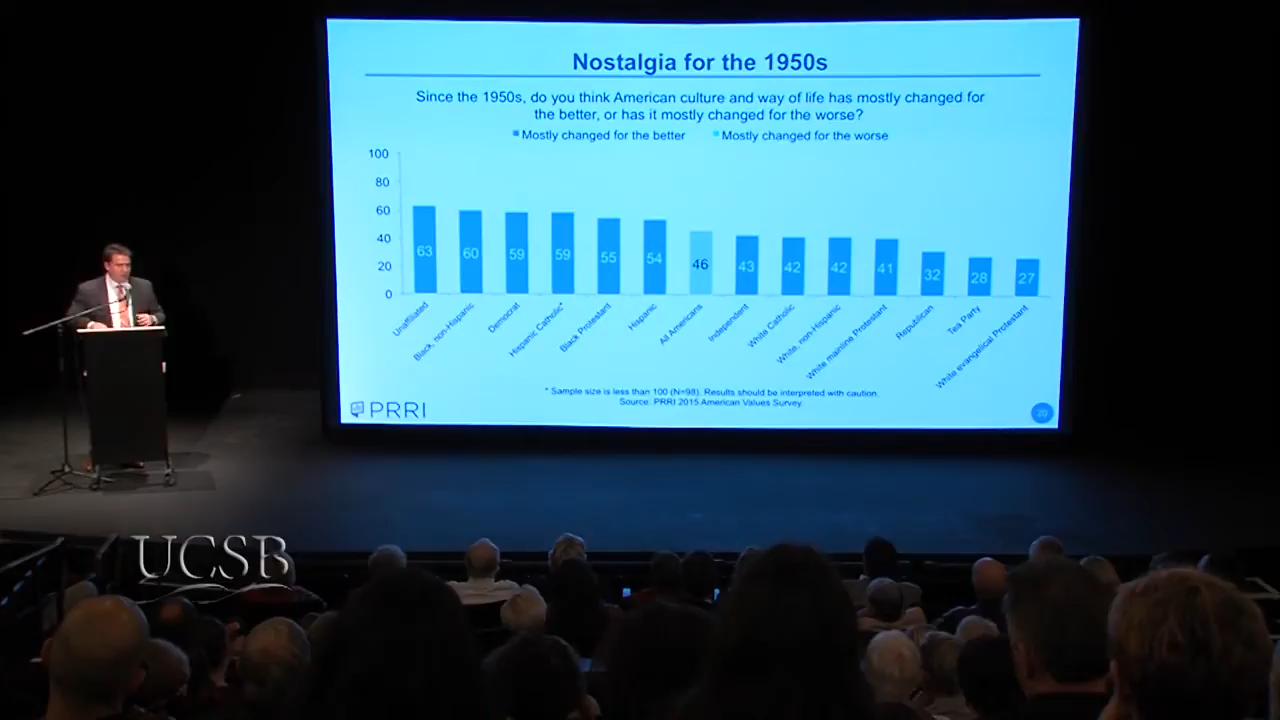 Nostalgia for the 1950s
Since the 1950s, do you think American culture and way of life has mostly changed for
the better, or has it mostly changed for the worse?
Mostly changed for the better Mostly changed for the worse
100
80
60
40
20
0
63 60 59 59 55 54 46 43 42 42 41 32 28 27
Unaffiliated
Black, non-Hispanic
Democrat
Hispanic Catholic*
Black Protestant
Hispanic
All Americans
Independent
White Catholic
White, non-Hispanic
White mainline Protestant
Republican
Tea Party
White evangelical Protestant
* Sample size is less than 100 (N=98). Results should be interpreted with caution.
Source: PRRI 2015 American Values Survey.
PRRI
20
UCSB